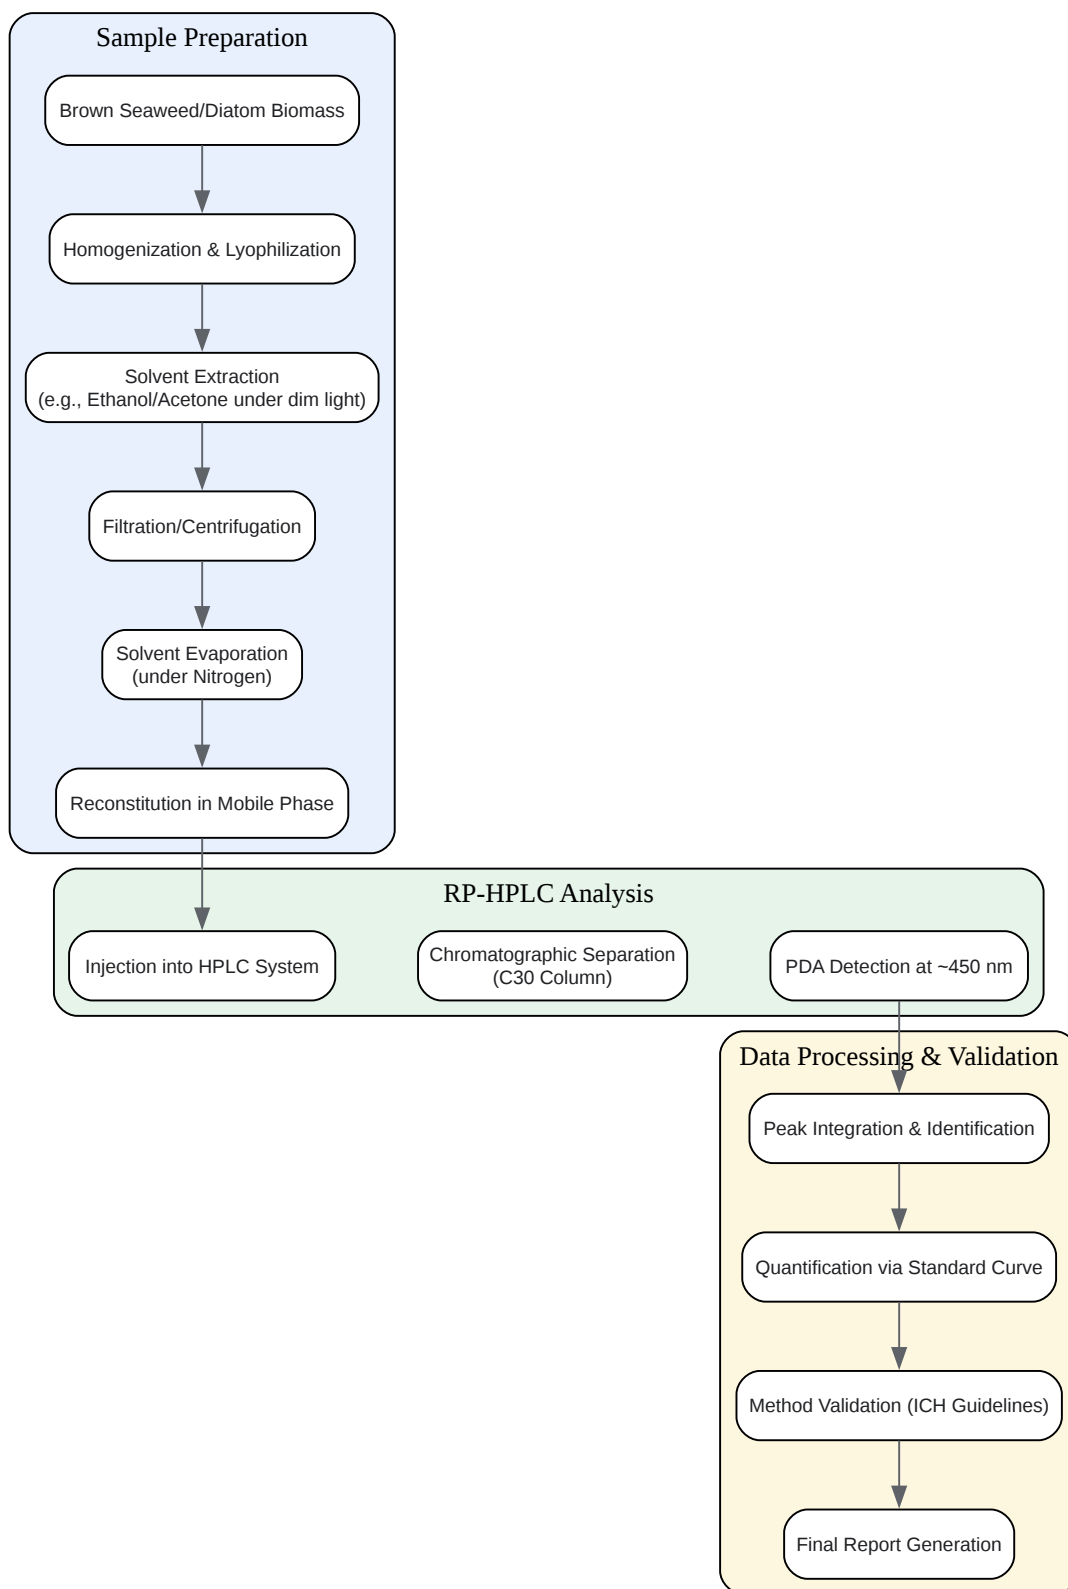 Sample Preparation
Brown Seaweed/Diatom Biomass
Homogenization & Lyophilization
Solvent Extraction
(e.g., Ethanol/Acetone under dim light)
Filtration/Centrifugation
Solvent Evaporation
(under Nitrogen)
Reconstitution in Mobile Phase
RP-HPLC Analysis
Injection into HPLC System
Chromatographic Separation
(C30 Column)
PDA Detection at ~450 nm
Data Processing & Validation
Peak Integration & Identification
Quantification via Standard Curve
Method Validation (ICH Guidelines)
Final Report Generation